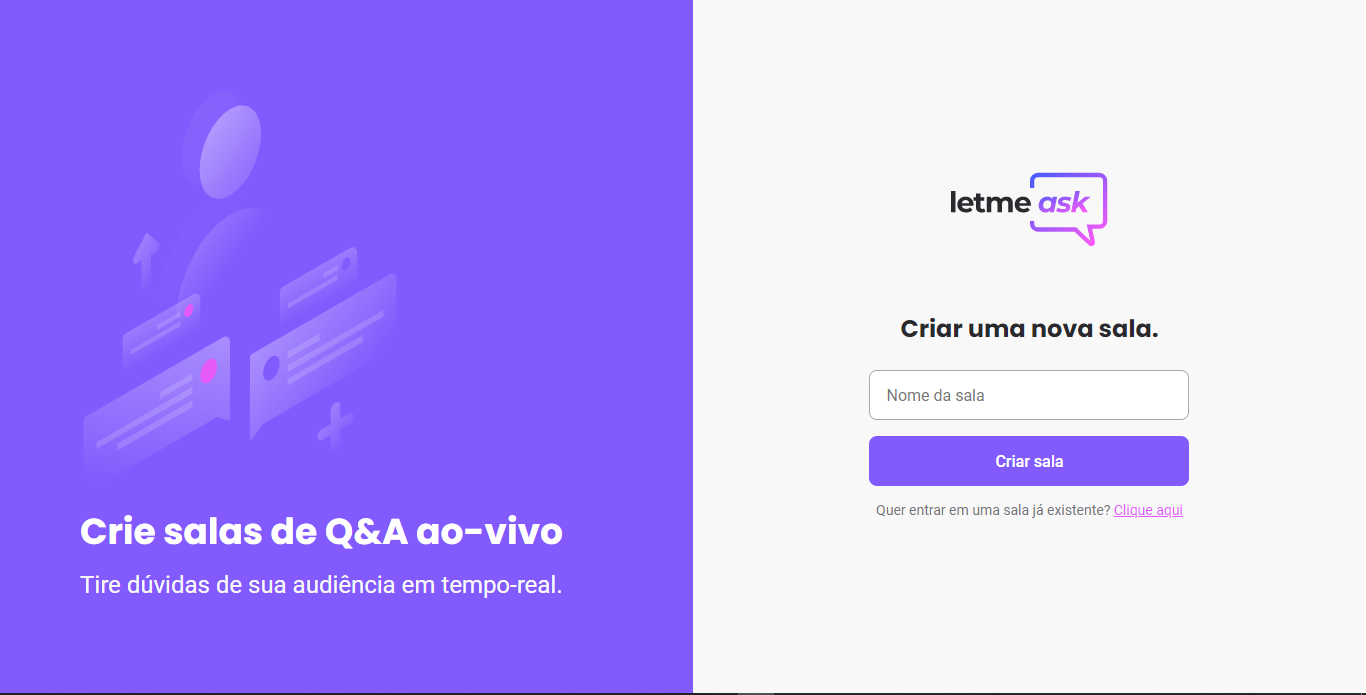 Crie salas de Q&A ao-vivo
Tire dúvidas de sua audiência em tempo-real.
letme ask
Criar uma nova sala.
Nome da sala
Criar sala
Quer entrar em uma sala já existente? Clique aqui